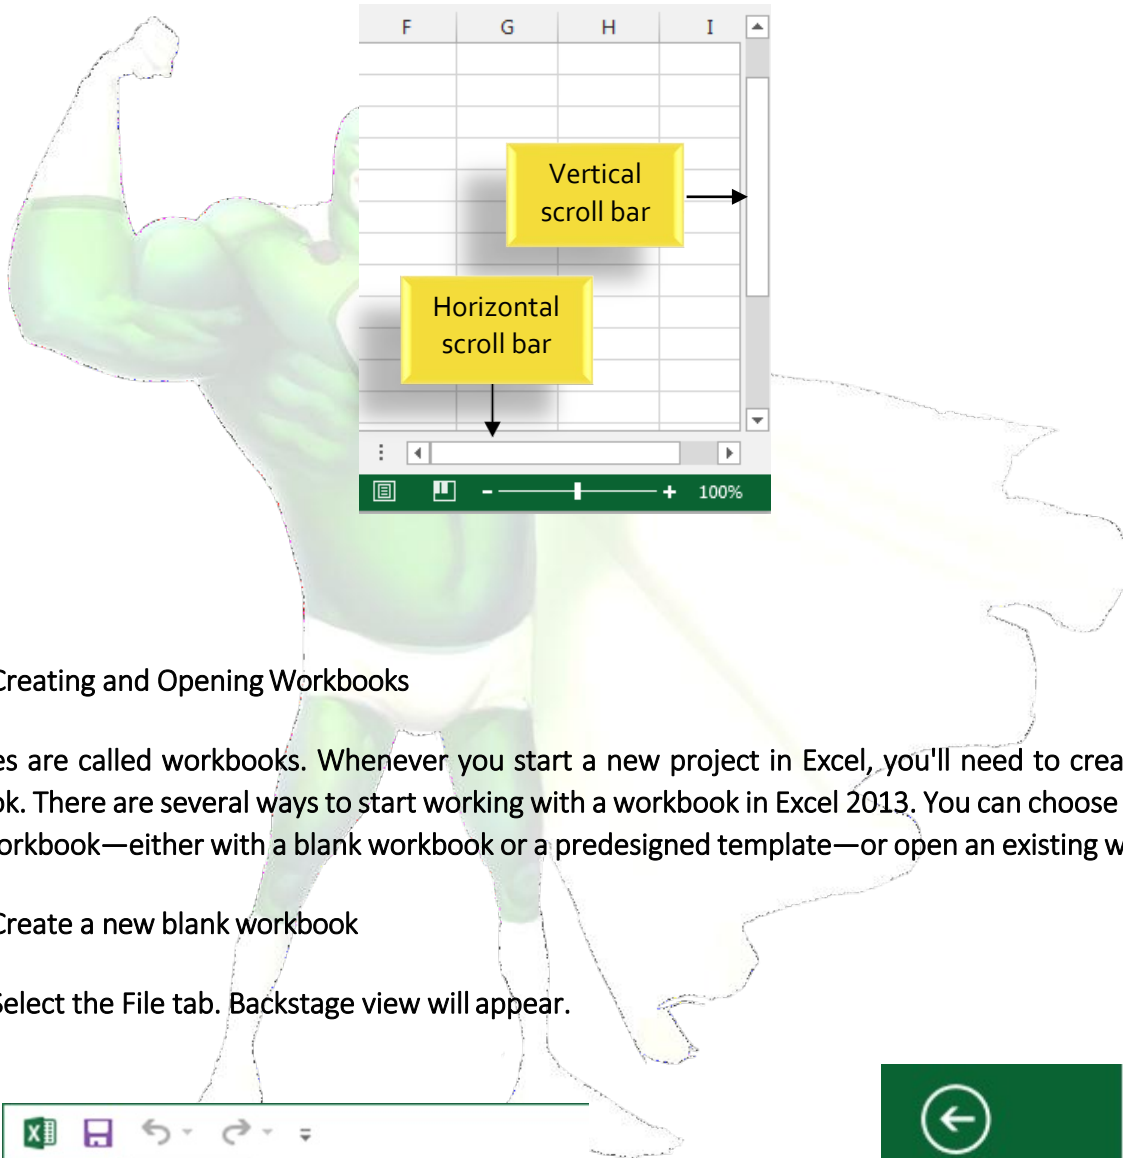 F G H I
Vertical
scroll bar
Horizontal
scroll bar
100%
Creating and Opening Workbooks
es are called workbooks. Whenever you start a new project in Excel, you'll need to crea
ok. There are several ways to start working with a workbook in Excel 2013. You can choose
orkbook—either with a blank workbook or a predesigned template—or open an existing w
Create a new blank workbook
Select the File tab. Backstage view will appear.